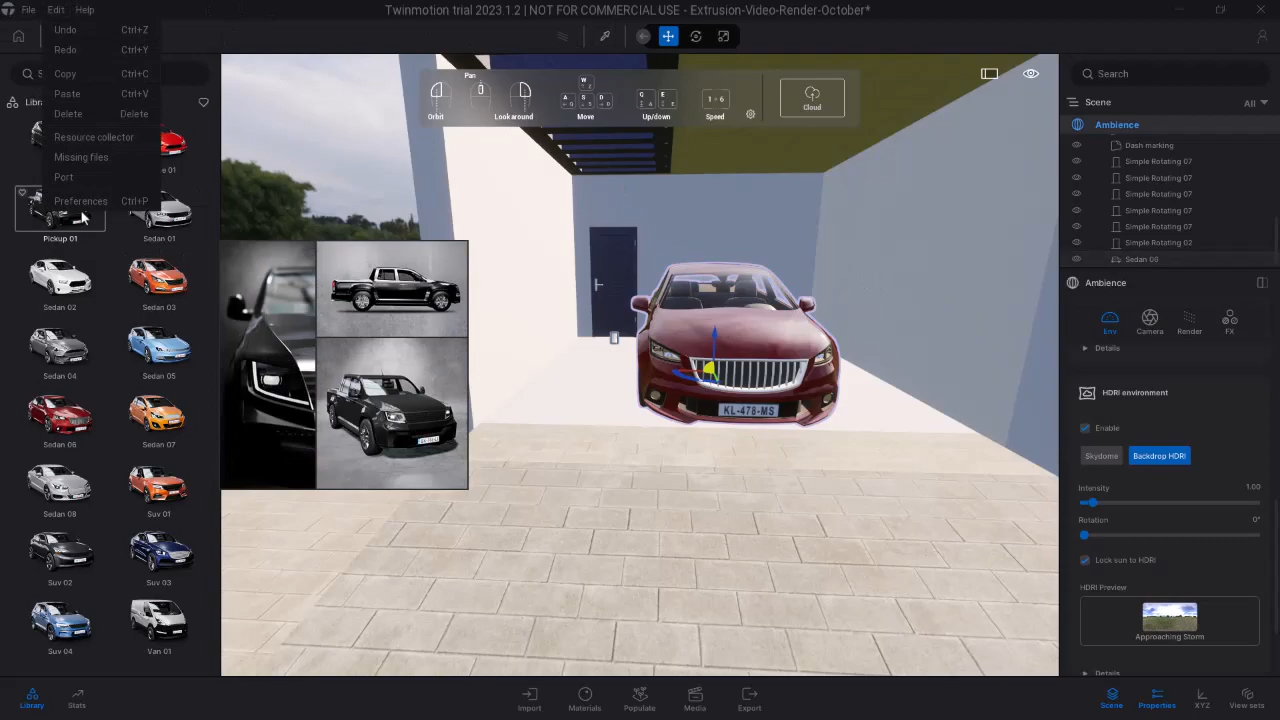 File Edit Help
Twinmotion trial 2023.1.2 | NOT FOR COMMERCIAL USE - Extrusion-Video-Render-October*
Undo Ctrl+Z
Redo Ctrl+Y
Copy Ctrl+C
Paste Ctrl+V
Delete Delete
Resource collector
Missing files
Port
Preferences Ctrl+P
S
Libr
01
Pickup 01
Sedan 01
Sedan 02
Sedan 03
Sedan 04
Sedan 05
Sedan 06
Sedan 07
Sedan 08
Suv 01
Suv 02
Suv 03
Suv 04
Van 01
Pan
Orbit
Look around
W
A S D
Move
Q E
Up/down
1 ÷ 6
Speed
Cloud
KL-478-MS
Search
Scene All
Ambience
Dash marking
Simple Rotating 07
Simple Rotating 07
Simple Rotating 07
Simple Rotating 07
Simple Rotating 07
Simple Rotating 02
Sedan 06
Ambience
Env Camera Render FX
Details
HDRI environment
Enable
Skydome Backdrop HDRI
Intensity 1.00
Rotation 0°
Lock sun to HDRI
HDRI Preview
Approaching Storm
Details
Library Stats Import Materials Populate Media Export Scene Properties XYZ View sets